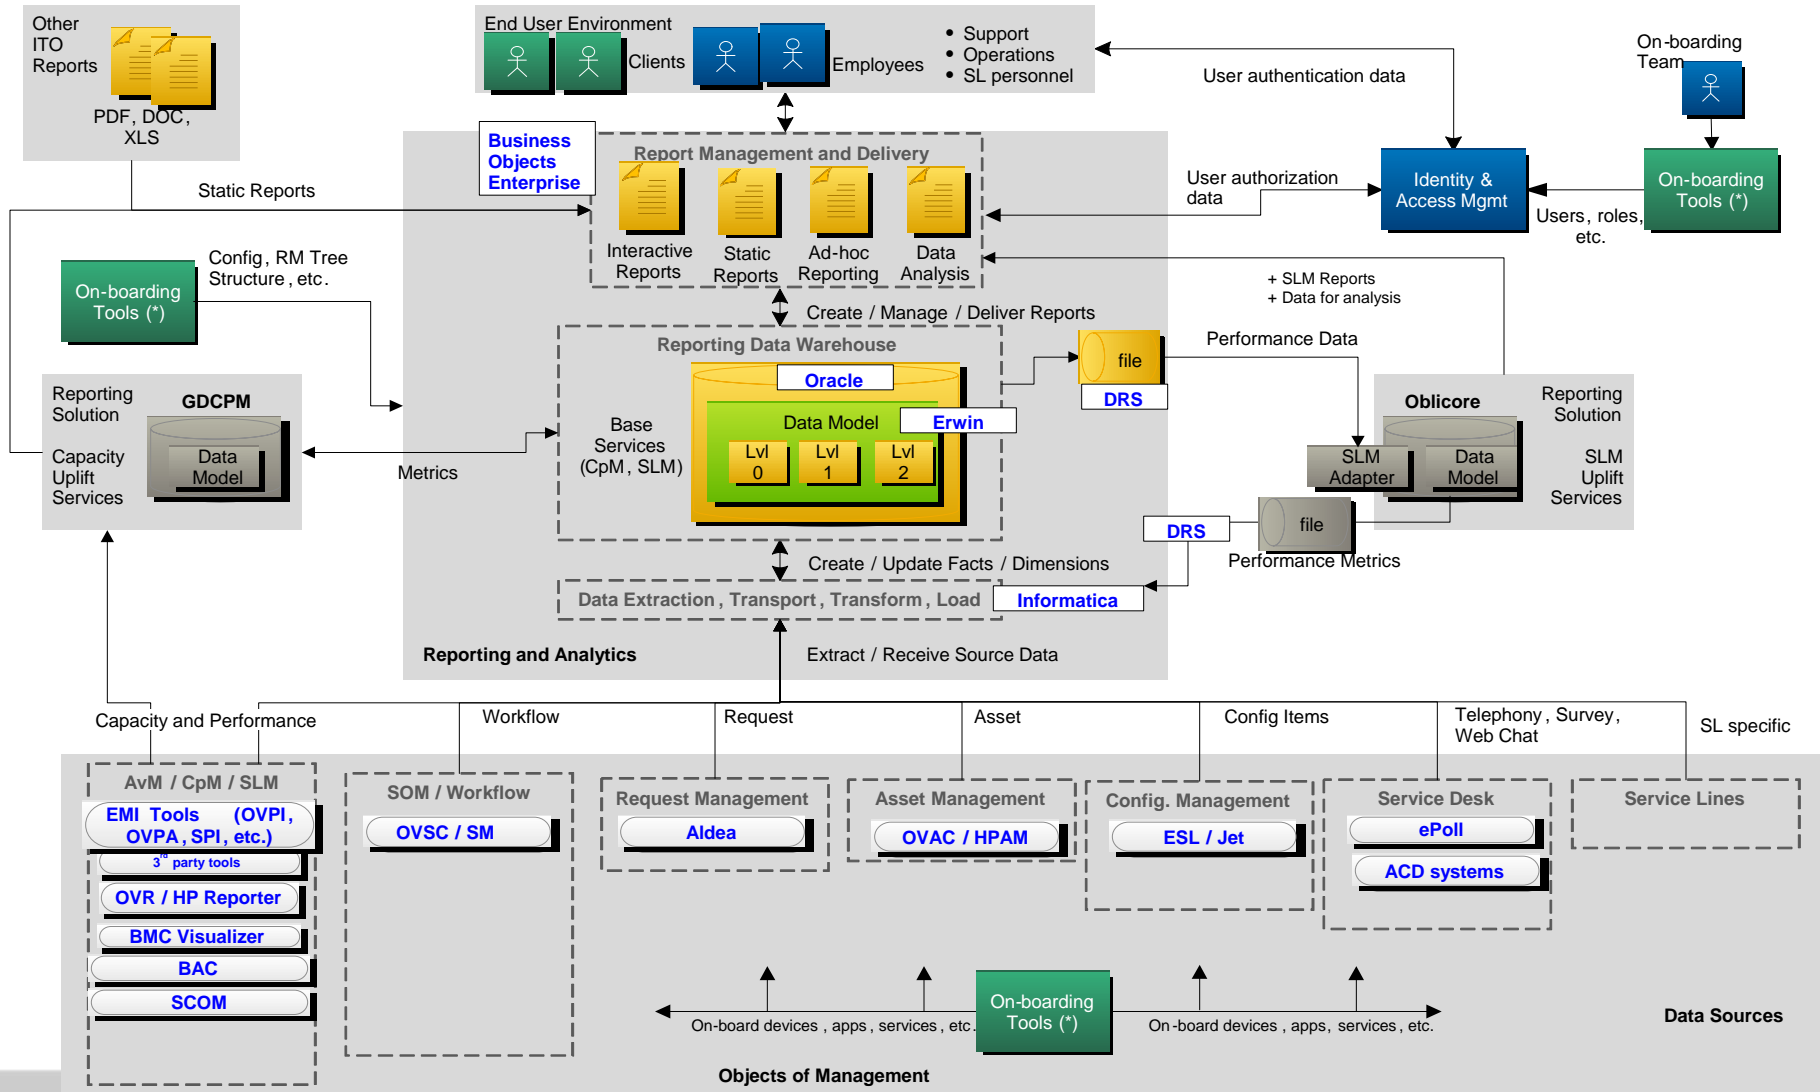 Other
ITO
Reports
PDF, DOC,
XLS
End User Environment
Clients
Employees
• Support
• Operations
• SL personnel
User authentication data
On-boarding
Team
Business
Objects
Enterprise
Report Management and Delivery
Static Reports
Interactive
Reports
Static
Reports
Ad-hoc
Reporting
Data
Analysis
User authorization
data
Identity &
Access Mgmt
Users, roles,
etc.
On-boarding
Tools (*)
On-boarding
Tools (*)
Config, RM Tree
Structure, etc.
+ SLM Reports
+ Data for analysis
Create / Manage / Deliver Reports
Reporting Data Warehouse
Oracle
Data Model
Erwin
Lvl
0
Lvl
1
Lvl
2
Base
Services
(CpM, SLM)
file
DRS
Performance Data
Reporting
Solution
GDCPM
Capacity
Uplift
Services
Data
Model
Metrics
Oblicore
Reporting
Solution
SLM
Adapter
Data
Model
SLM
Uplift
Services
DRS
file
Performance Metrics
Create / Update Facts / Dimensions
Data Extraction, Transport, Transform, Load
Informatica
Reporting and Analytics
Extract / Receive Source Data
Capacity and Performance
Workflow
Request
Asset
Config Items
Telephony, Survey,
Web Chat
SL specific
AvM / CpM / SLM
EMI Tools (OVPI,
OVPA, SPI, etc.)
3rd party tools
OVR / HP Reporter
BMC Visualizer
BAC
SCOM
SOM / Workflow
OVSC / SM
Request Management
AIdea
Asset Management
OVAC / HPAM
Config. Management
ESL / Jet
Service Desk
ePoll
ACD systems
Service Lines
On-board devices, apps, services, etc.
On-boarding
Tools (*)
On-board devices, apps, services, etc.
Data Sources
Objects of Management